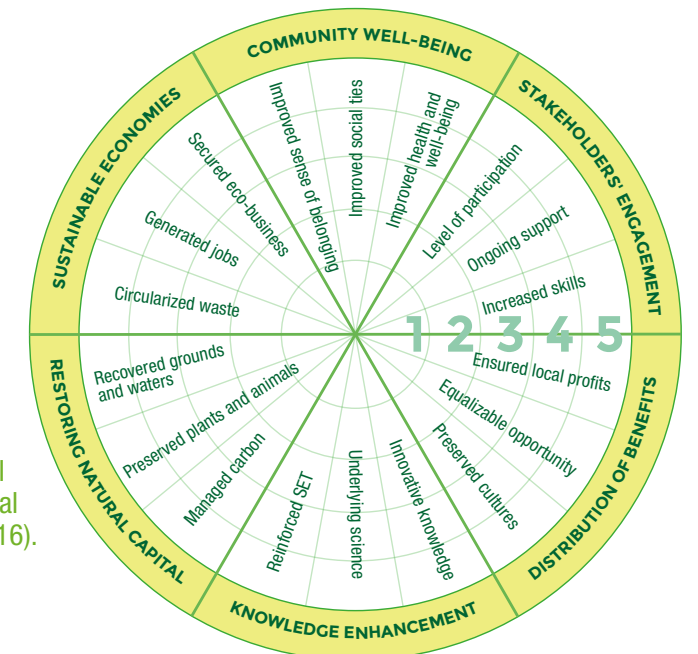 COMMUNITY WELL-BEING
Improved sense of belonging
Improved social ties
Improved health and
well-being
STAKEHOLDERS' ENGAGEMENT
Level of participation
Ongoing support
Increased skills
1 2 3 4 5
DISTRIBUTION OF BENEFITS
Ensured local profits
Equalizable opportunity
Preserved cultures
KNOWLEDGE ENHANCEMENT
Innovative knowledge
Underlying science
Reinforced SET
RESTORING NATURAL CAPITAL
Managed carbon
Preserved plants and animals
Recovered grounds
and waters
SUSTAINABLE ECONOMIES
Circularized waste
Generated jobs
Secured eco-business
16).